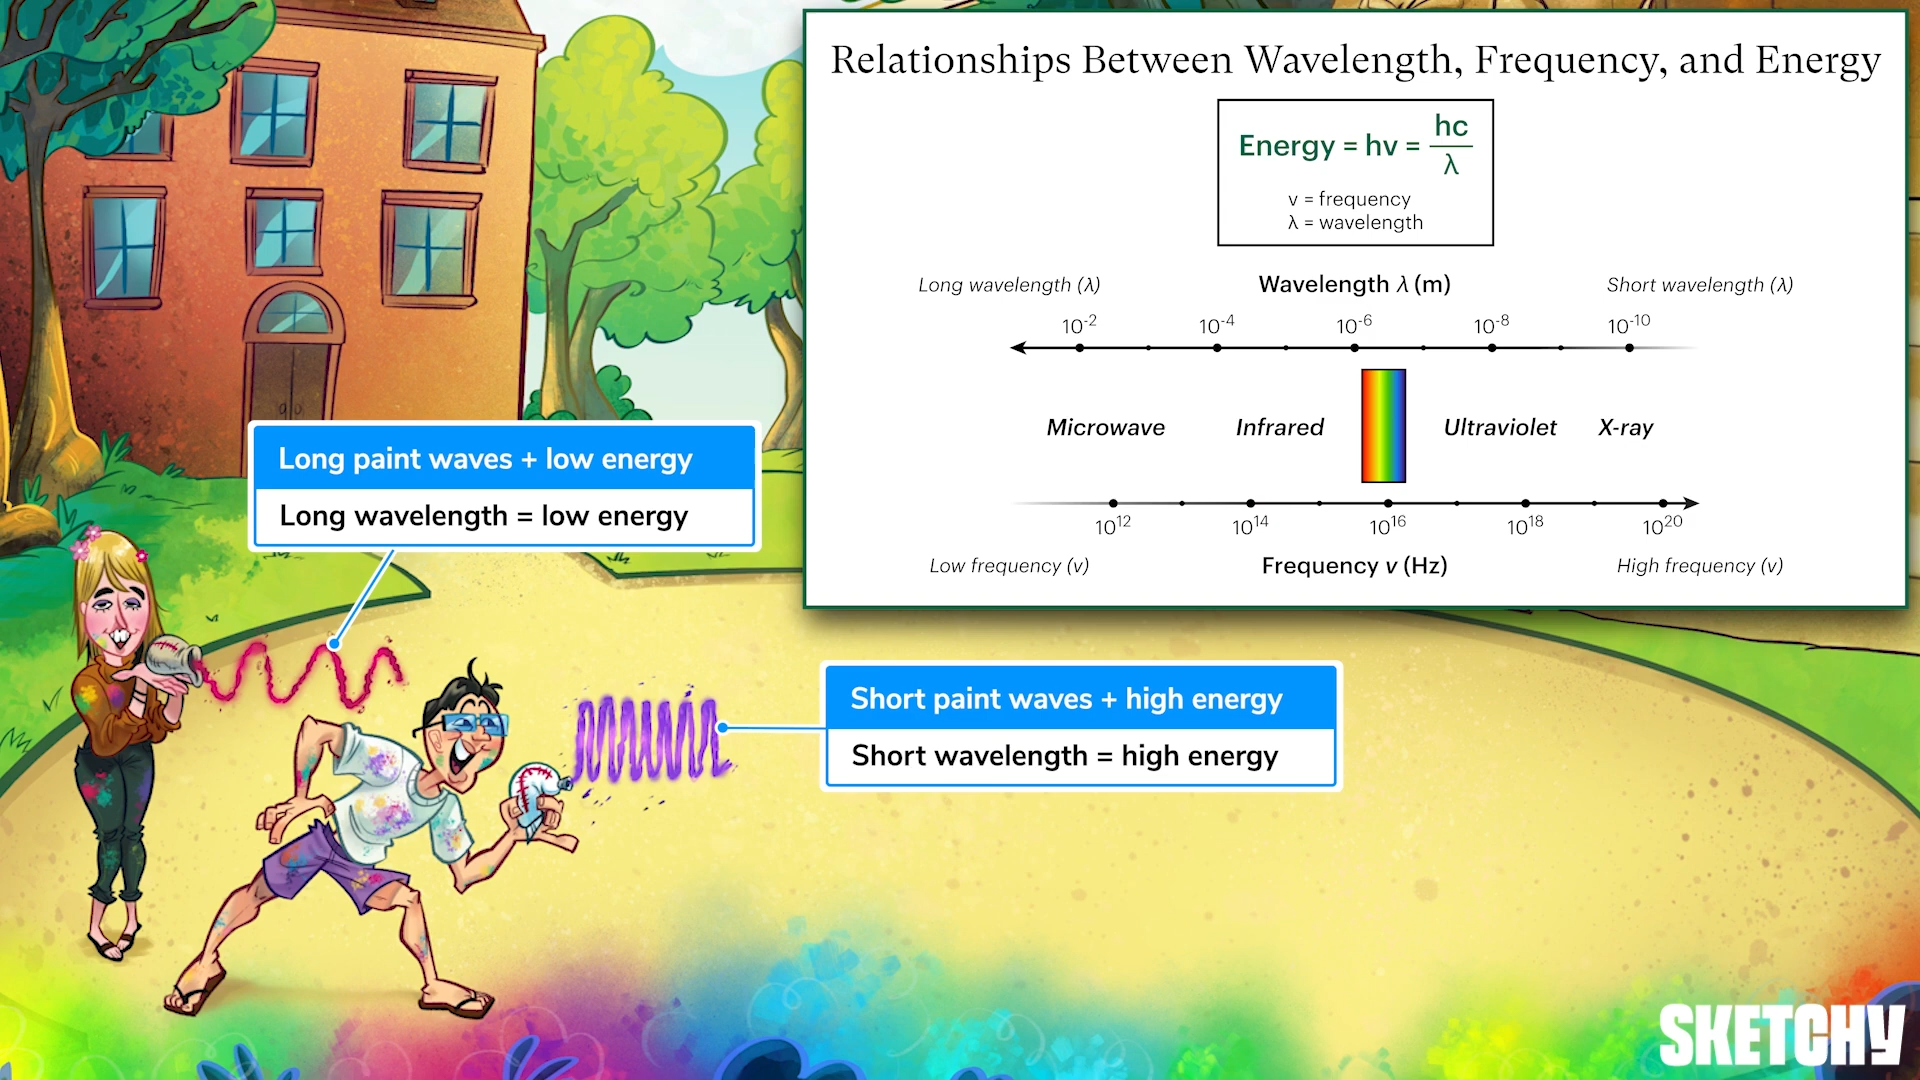 Relationships Between Wavelength, Frequency, and Energy
Energy = hv = hc/λ
v = frequency
λ = wavelength
Long wavelength (λ) Wavelength λ (m) Short wavelength (λ)
10⁻² 10⁻⁴ 10⁻⁶ 10⁻⁸ 10⁻¹⁰
Microwave Infrared Ultraviolet X-ray
10¹² 10¹⁴ 10¹⁶ 10¹⁸ 10²⁰
Low frequency (v) Frequency v (Hz) High frequency (v)
Long paint waves + low energy
Long wavelength = low energy
Short paint waves + high energy
Short wavelength = high energy
SKETCHY